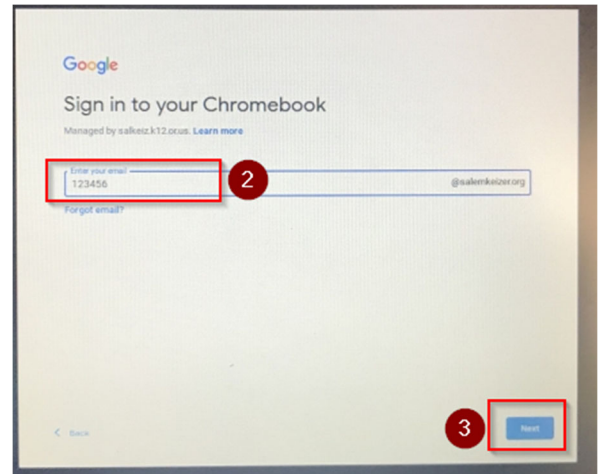 Google
Sign in to your Chromebook
Managed by salkeiz.k12.or.us. Learn more
Enter your email
123456
@salemkeizer.org
2
Forgot email?
3
Next
Back